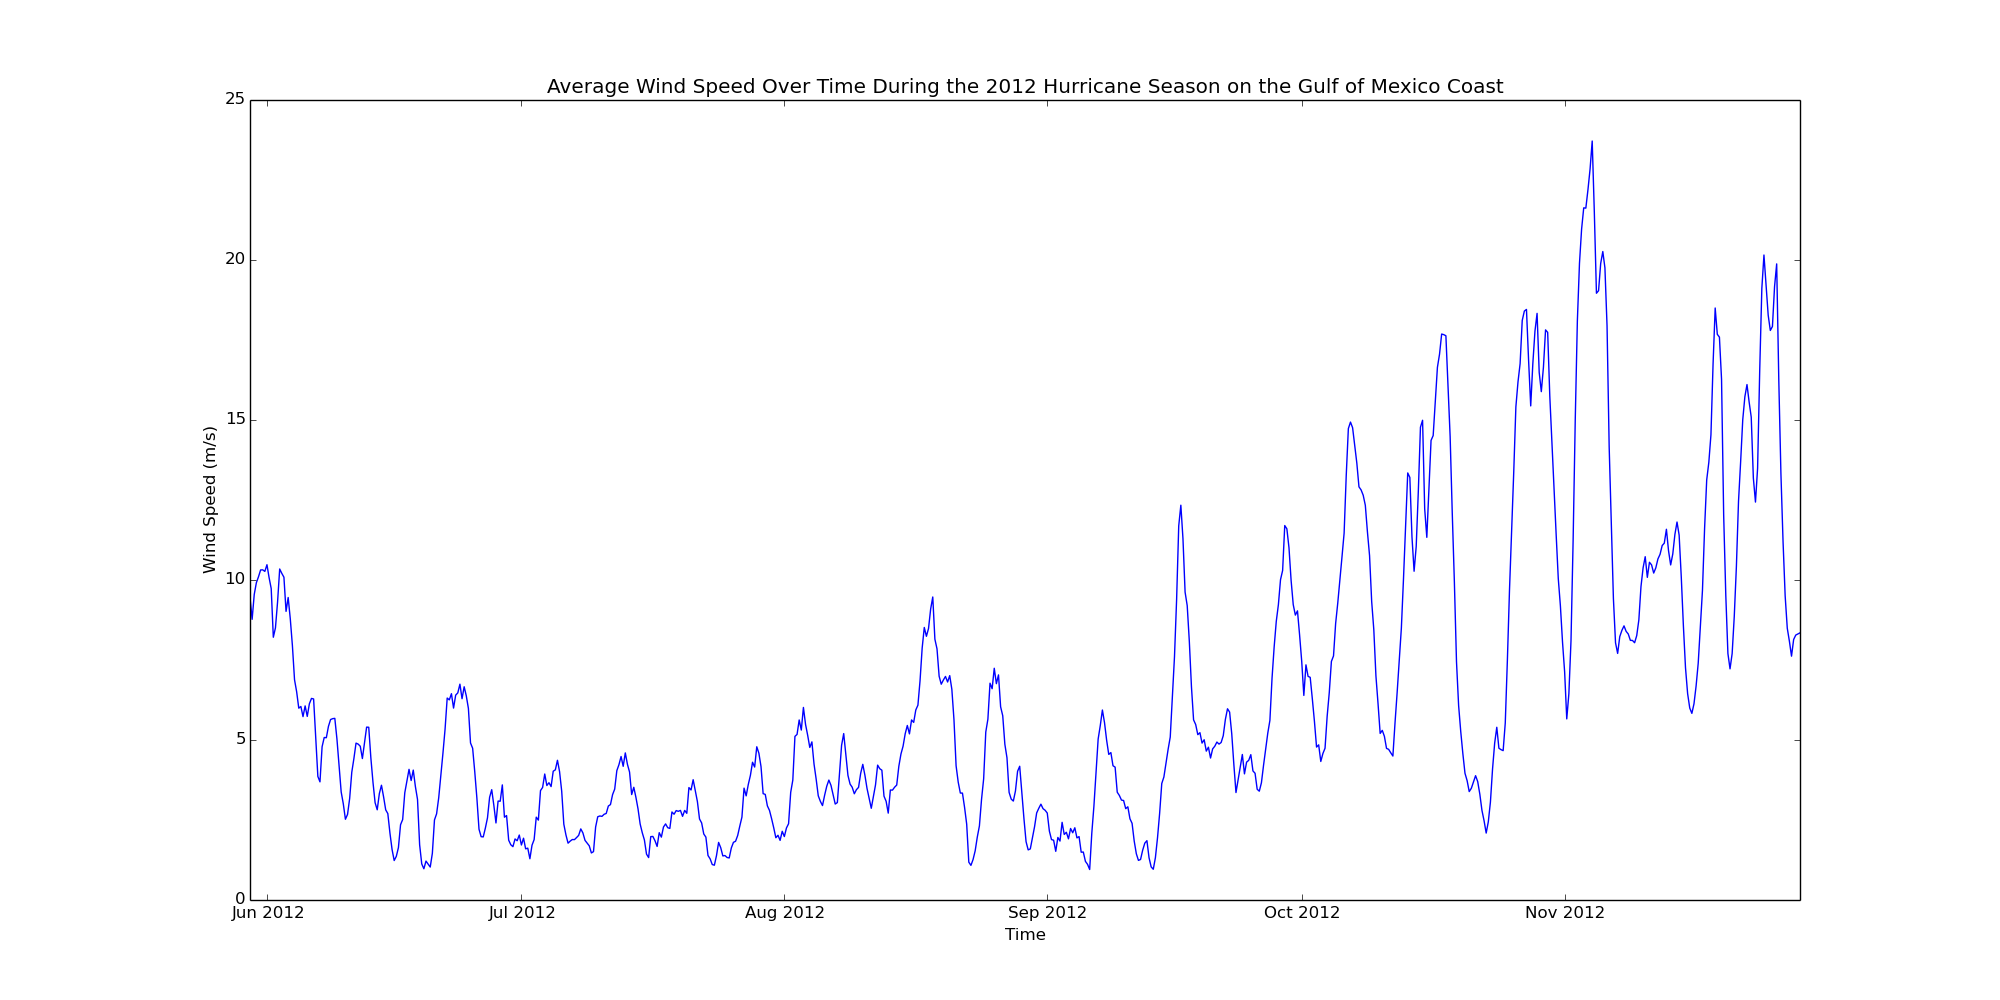 Average Wind Speed Over Time During the 2012 Hurricane Season on the Gulf of Mexico Coast
25
20
15
10
5
0
Wind Speed (m/s)
Jun 2012 Jul 2012 Aug 2012 Sep 2012 Oct 2012 Nov 2012
Time